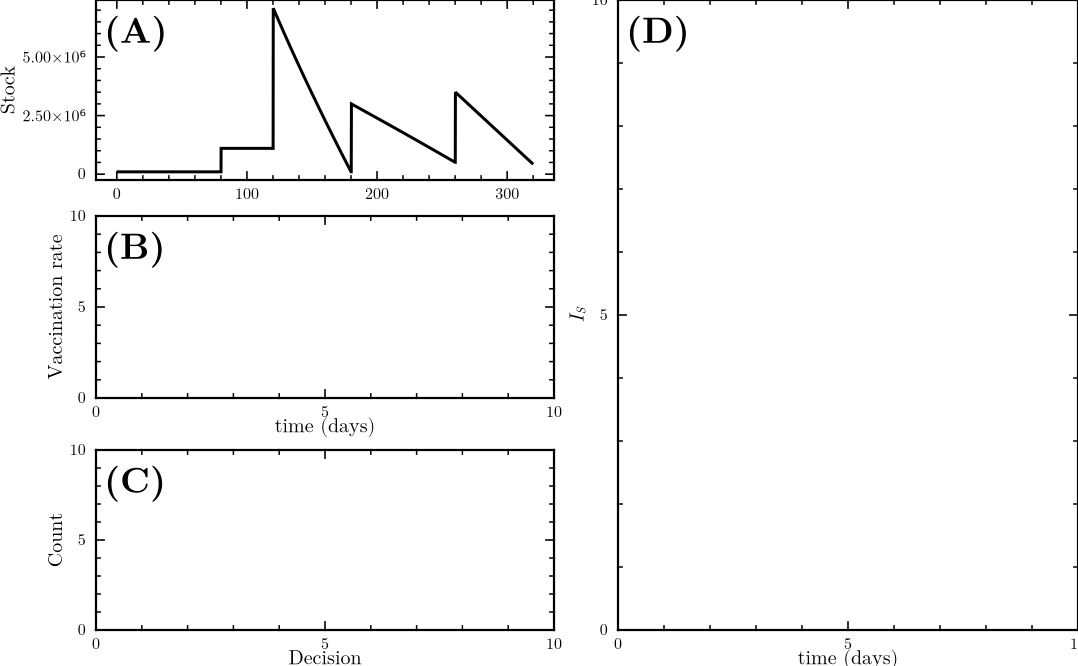 (A)
Stock
5.00×10⁶
2.50×10⁶
0
0 100 200 300
(B)
Vaccination rate
10
5
0
0 5 10
time (days)
(C)
Count
10
5
0
0 5 10
Decision
(D)
I_S
10
5
0
0 5 1
time (days)